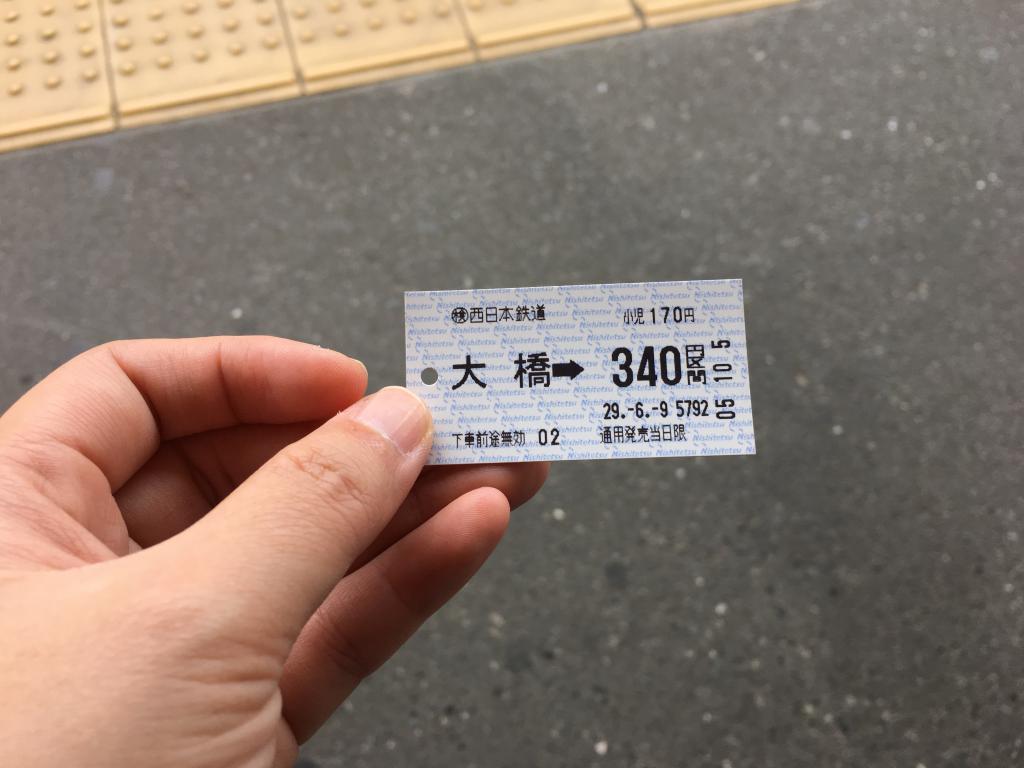 西日本鉄道 小児170円
大橋➡ 340円区間
29.-6.-9 5792
下車前途無効 02 通用発売当日限
05 10 5
Nishitetsu